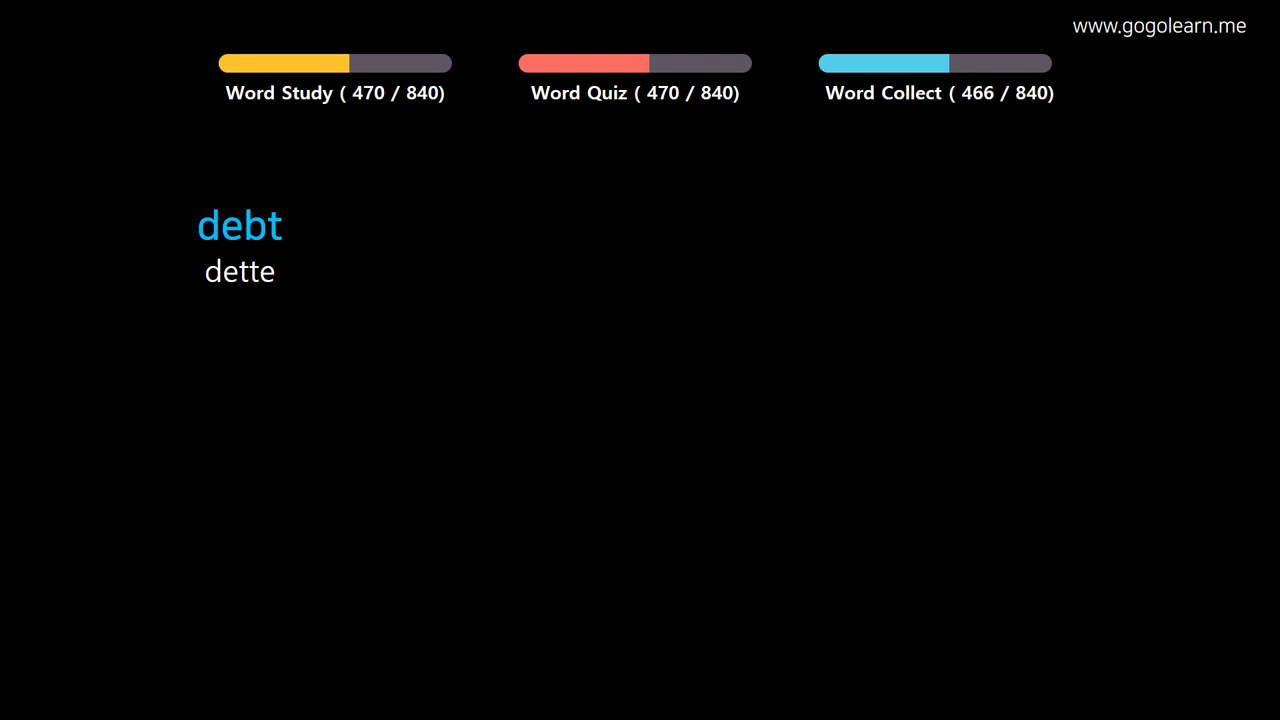 www.gogolearn.me
Word Study ( 470 / 840)
Word Quiz ( 470 / 840)
Word Collect ( 466 / 840)
debt
dette